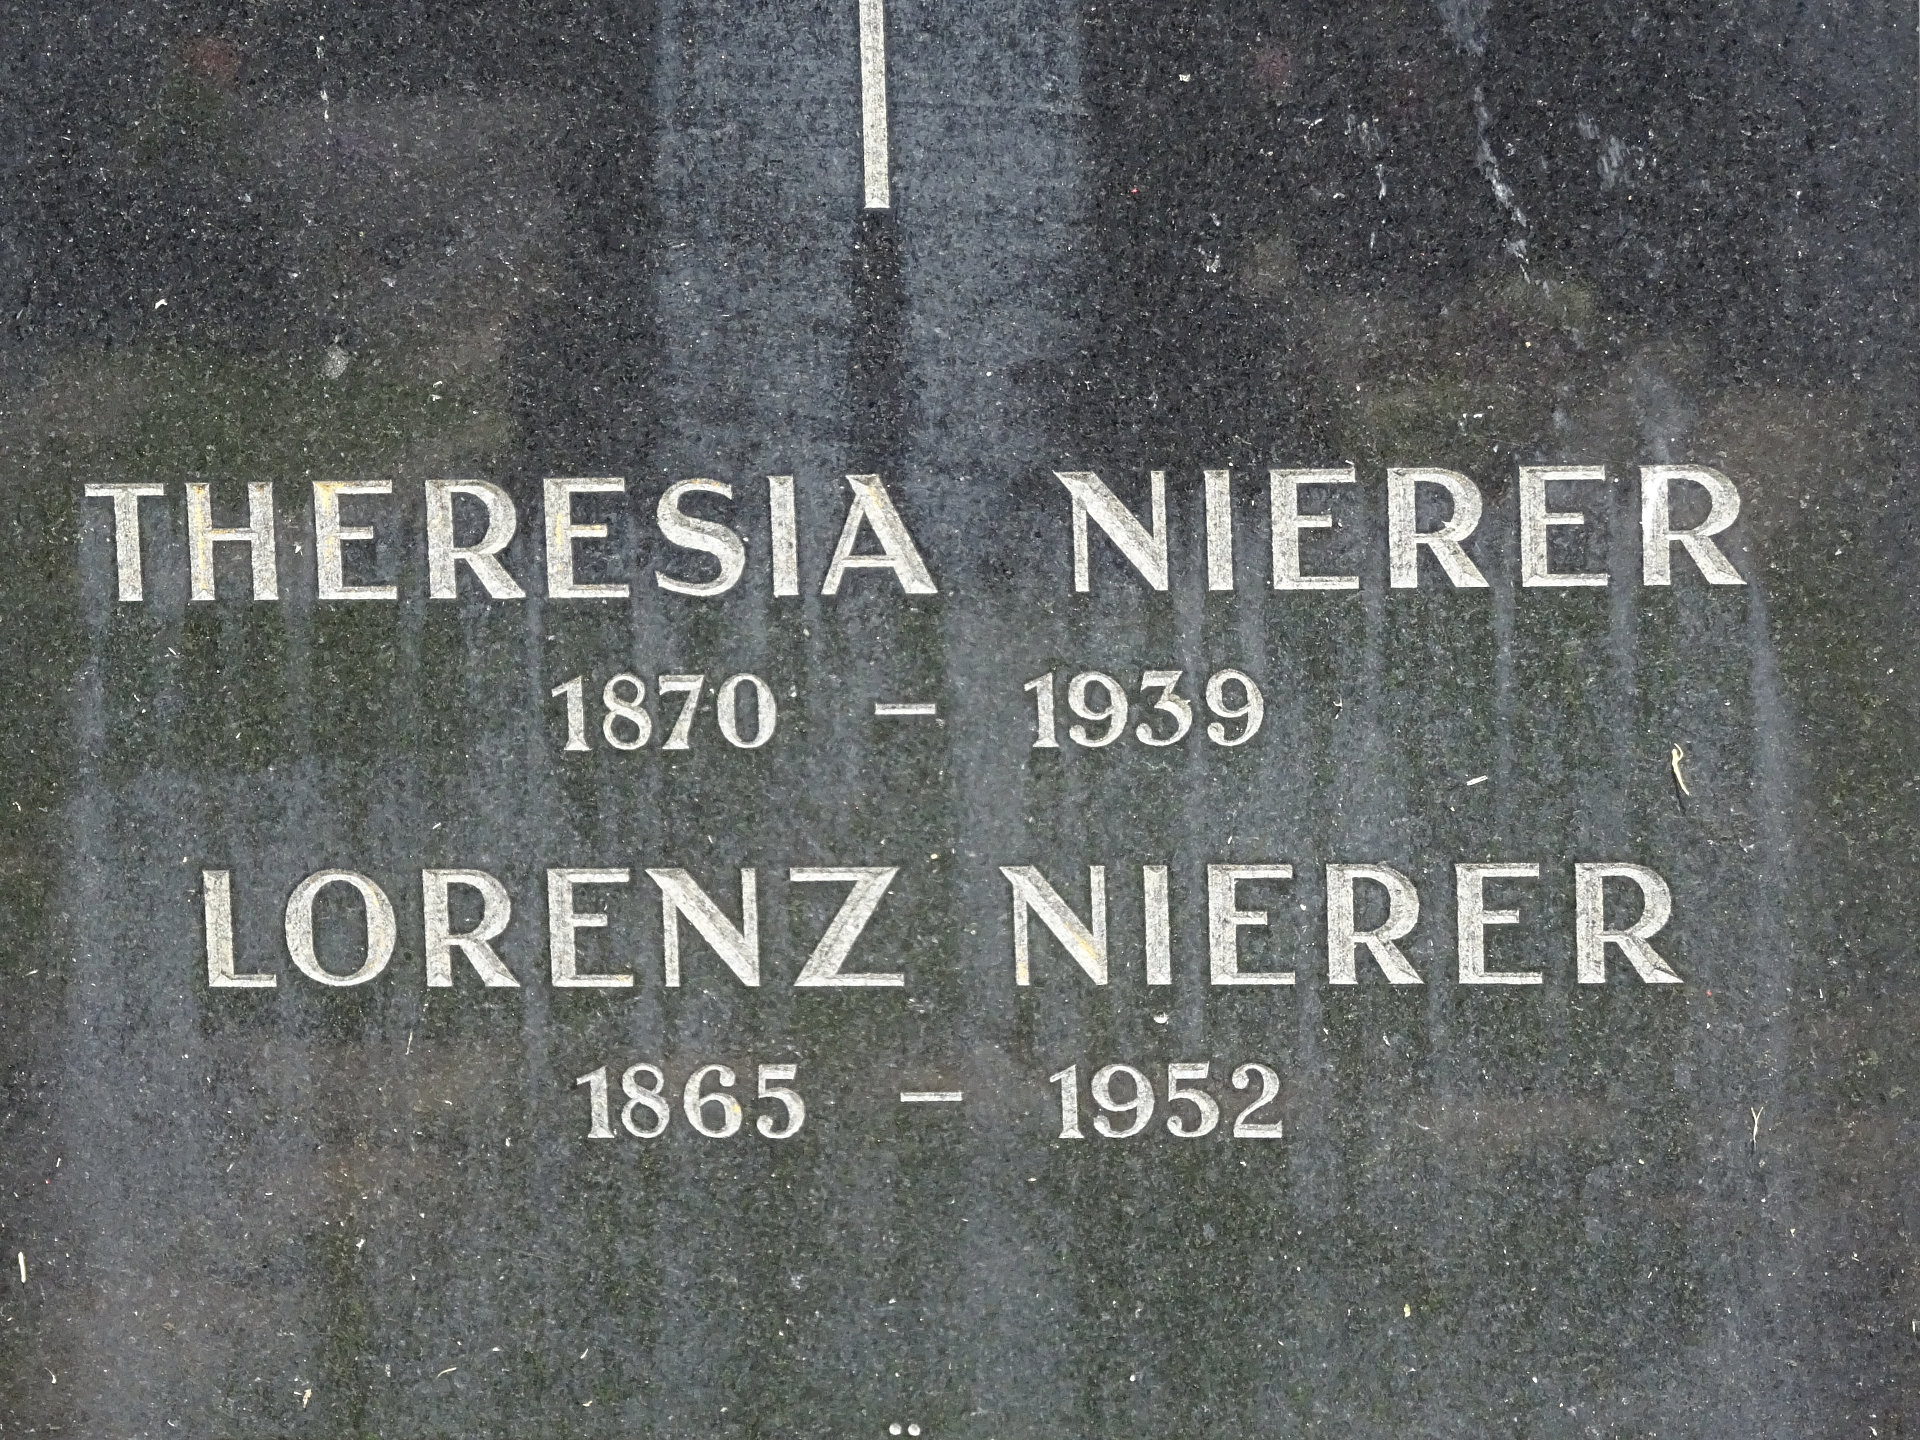 THERESIA NIERER
1870 – 1939
LORENZ NIERER
1865 – 1952